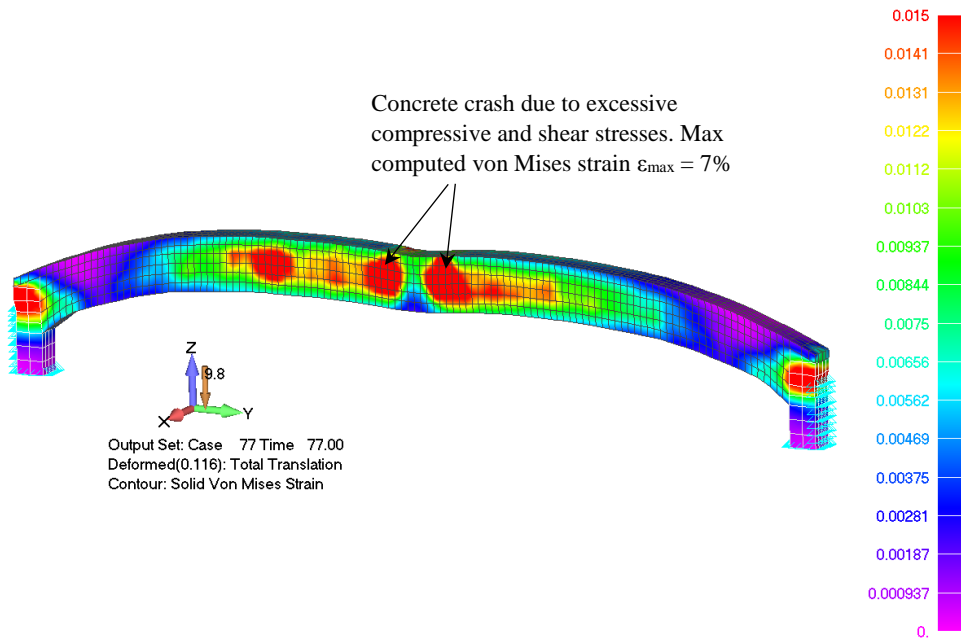 0.015
0.0141
0.0131
0.0122
0.0112
0.0103
0.00937
0.00844
0.0075
0.00656
0.00562
0.00469
0.00375
0.00281
0.00187
0.000937
0.
Concrete crash due to excessive
compressive and shear stresses. Max
computed von Mises strain εmax = 7%
Z
9.8
X
Y
Output Set: Case 77 Time 77.00
Deformed(0.116): Total Translation
Contour: Solid Von Mises Strain